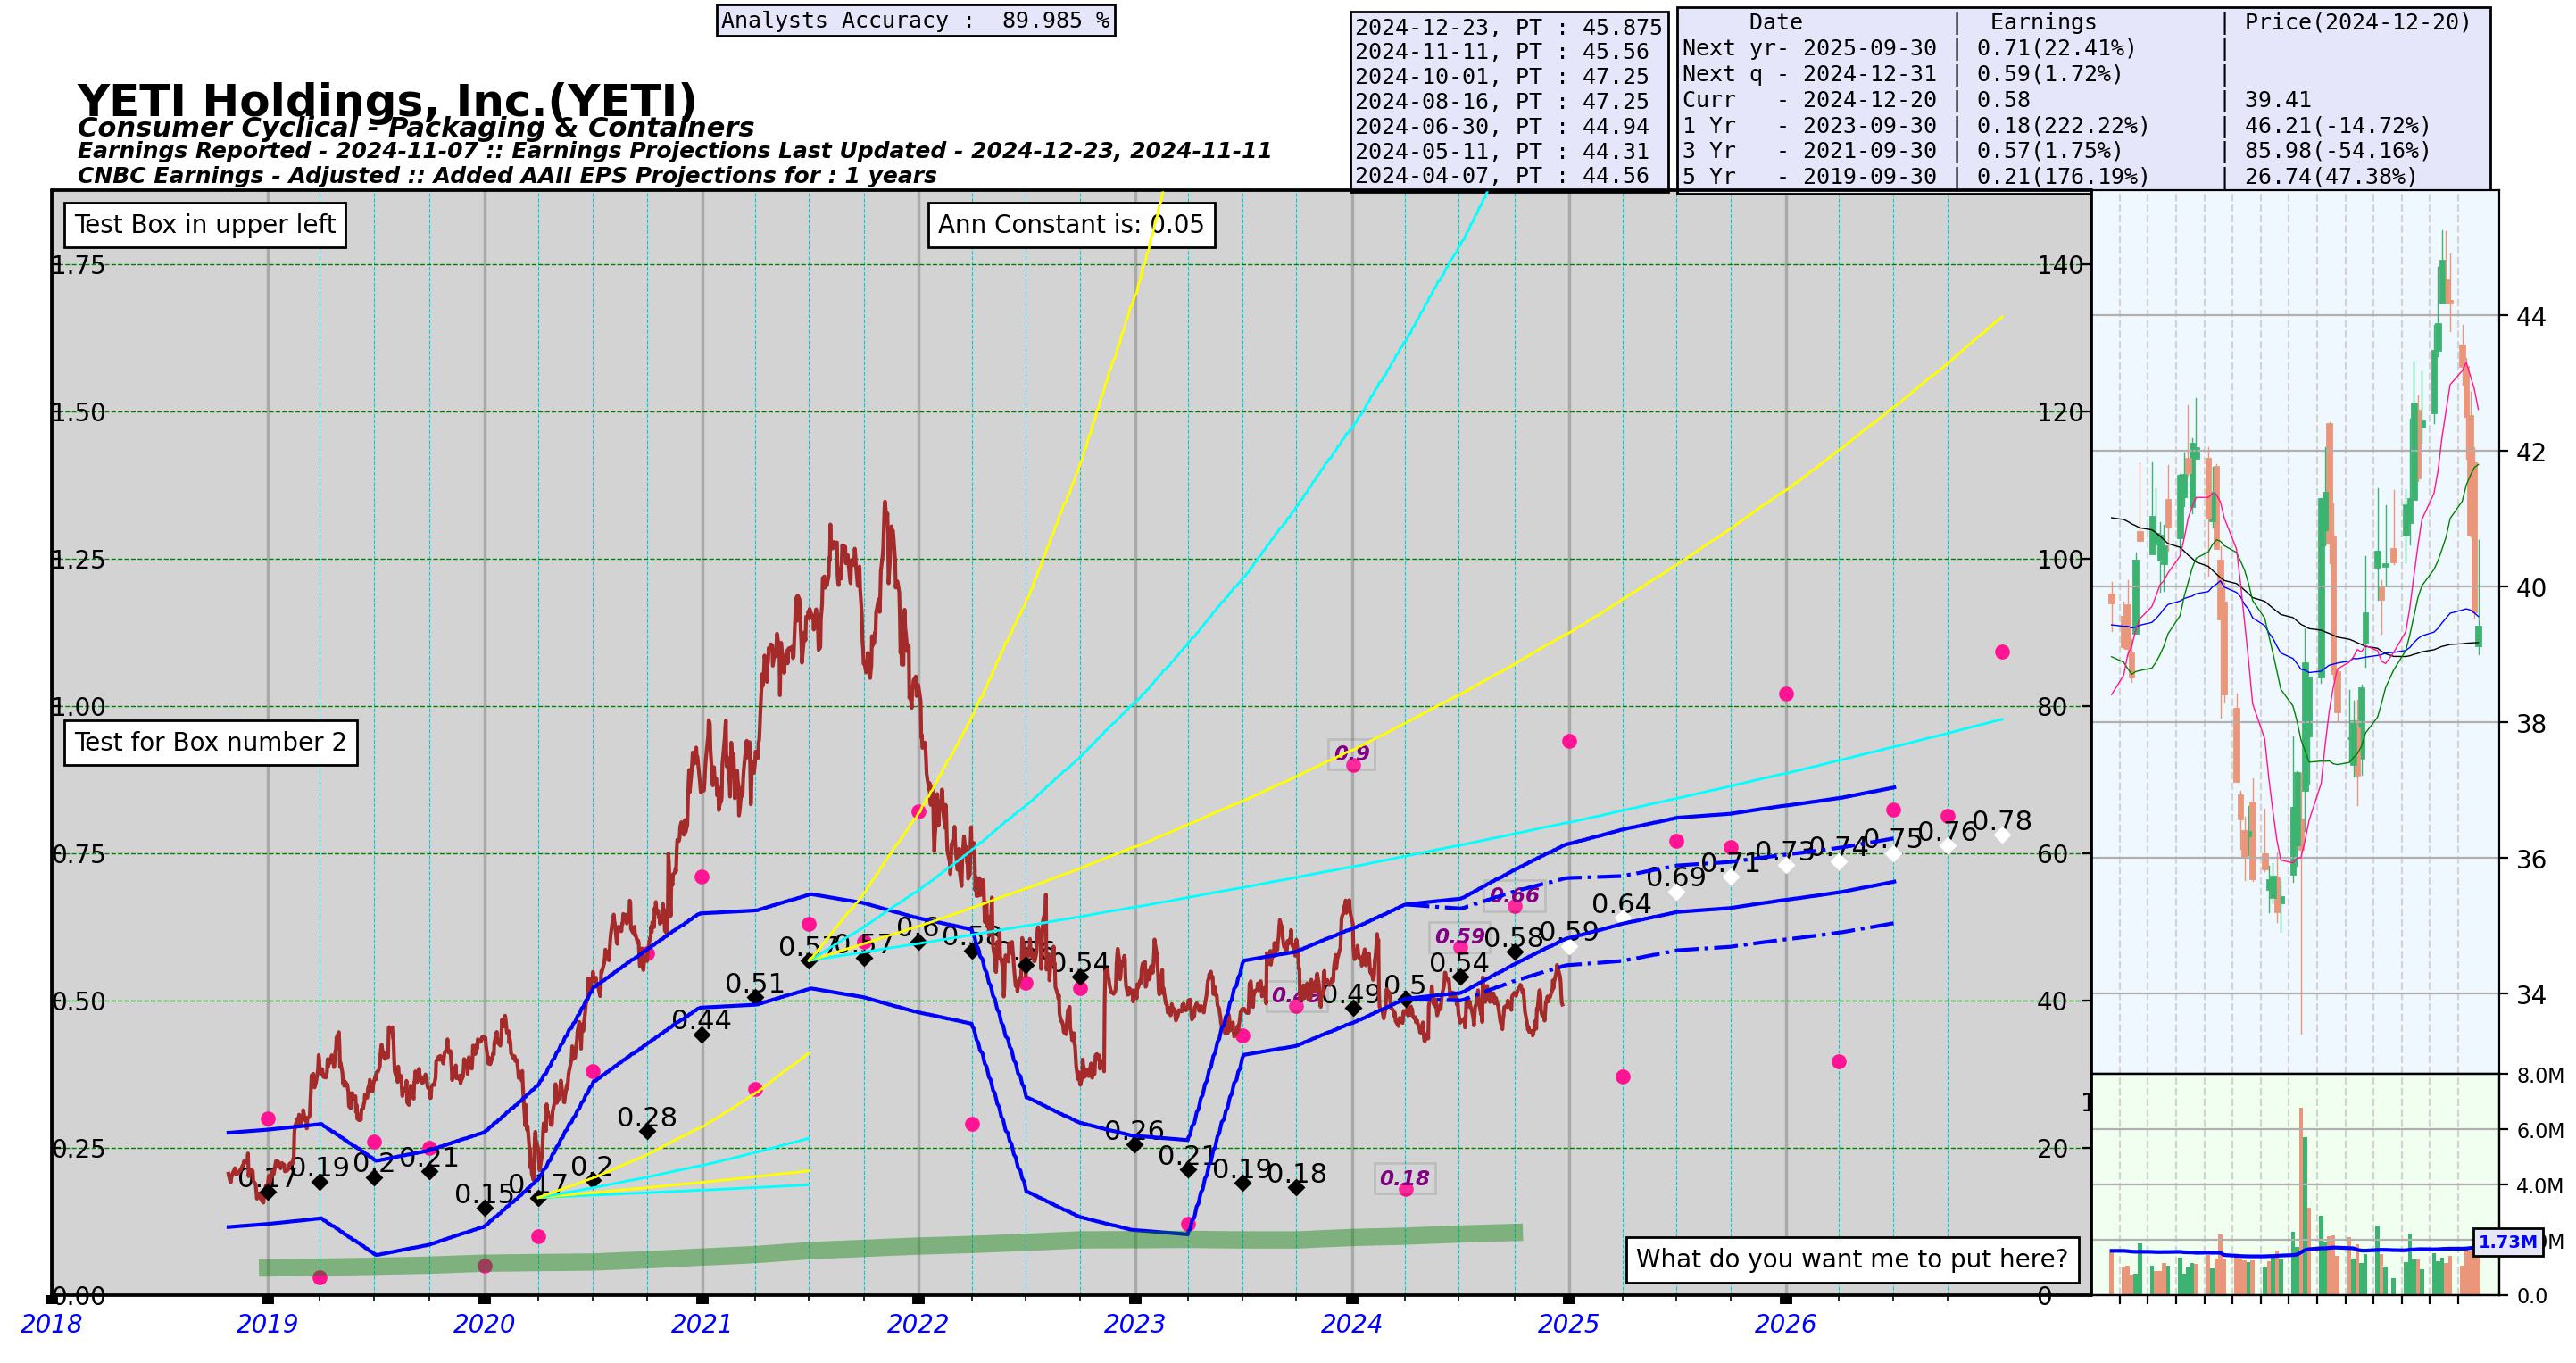 Analysts Accuracy :  89.985 %
YETI Holdings, Inc.(YETI)
Consumer Cyclical - Packaging & Containers
Earnings Reported - 2024-11-07 :: Earnings Projections Last Updated - 2024-12-23, 2024-11-11
CNBC Earnings - Adjusted :: Added AAII EPS Projections for : 1 years
2024-12-23, PT : 45.875
2024-11-11, PT : 45.56
2024-10-01, PT : 47.25
2024-08-16, PT : 47.25
2024-06-30, PT : 44.94
2024-05-11, PT : 44.31
2024-04-07, PT : 44.56
Date | Earnings | Price(2024-12-20)
Next yr- 2025-09-30 | 0.71(22.41%) |
Next q - 2024-12-31 | 0.59(1.72%) |
Curr - 2024-12-20 | 0.58 | 39.41
1 Yr - 2023-09-30 | 0.18(222.22%) | 46.21(-14.72%)
3 Yr - 2021-09-30 | 0.57(1.75%) | 85.98(-54.16%)
5 Yr - 2019-09-30 | 0.21(176.19%) | 26.74(47.38%)
Test Box in upper left
Ann Constant is: 0.05
Test for Box number 2
What do you want me to put here?
1.75
1.50
1.25
1.00
0.75
0.50
0.25
0.00
140
120
100
80
60
40
20
0
0.17
0.19
0.2
0.21
0.15
0.17
0.2
0.28
0.44
0.51
0.57
0.57
0.6
0.58
0.54
0.26
0.21
0.19
0.18
0.49
0.5
0.54
0.58
0.59
0.64
0.69
0.71
0.73
0.74
0.75
0.76
0.78
0.9
0.18
0.59
0.66
2018
2019
2020
2021
2022
2023
2024
2025
2026
44
42
40
38
36
34
8.0M
6.0M
4.0M
1.73M
0.0